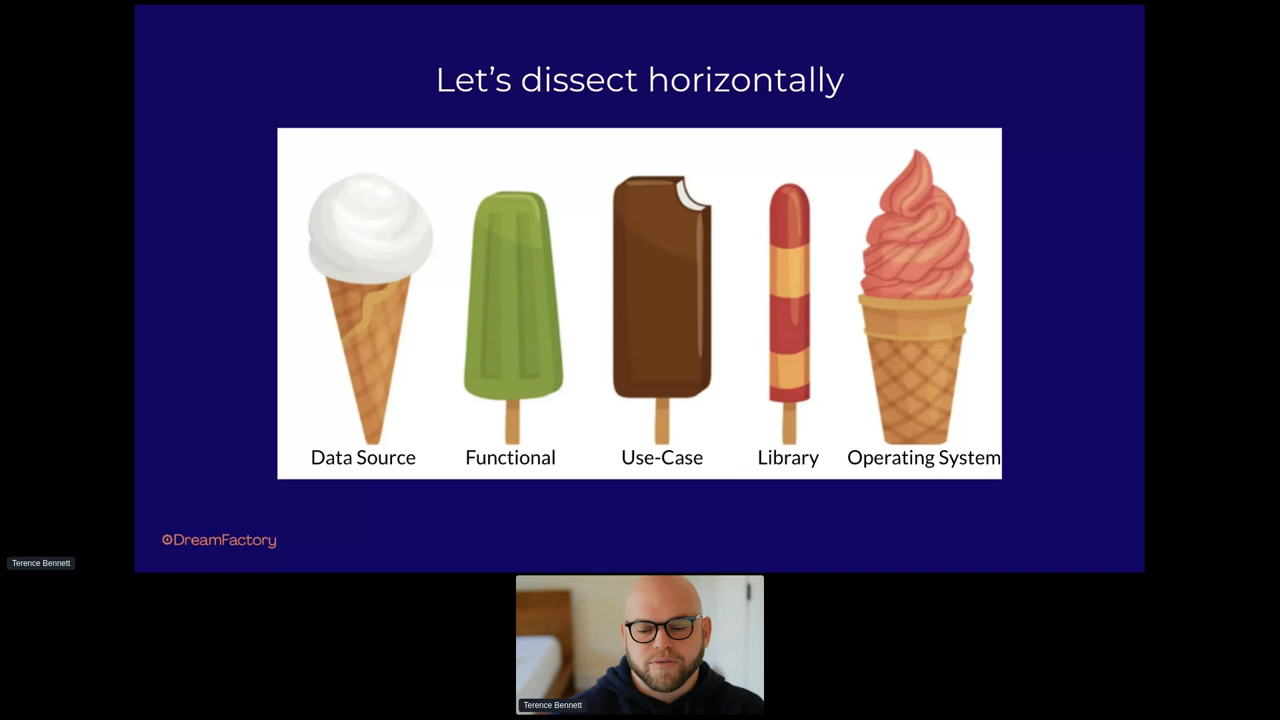 Let's dissect horizontally
Data Source
Functional
Use-Case
Library
Operating System
DreamFactory
Terence Bennett
Terence Bennett